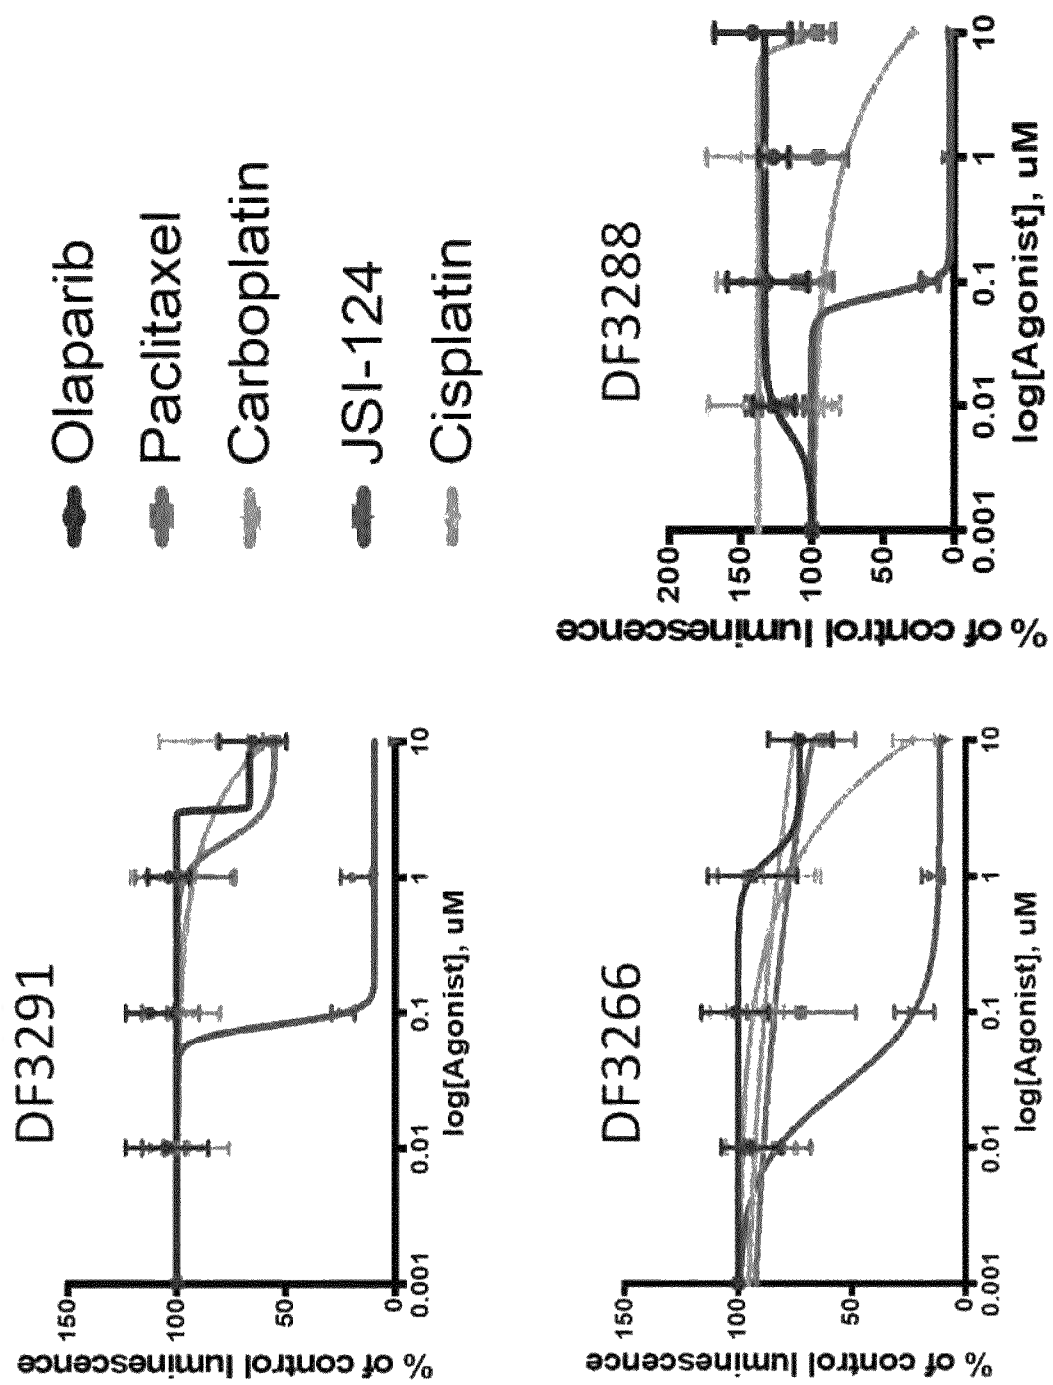 DF3291
% of control luminescence
150
100
50
0
0.001
0.01
0.1
1
10
log[Agonist], uM
Olaparib
Paclitaxel
Carboplatin
JSI-124
Cisplatin
DF3266
% of control luminescence
150
100
50
0
0.001
0.01
0.1
1
10
log[Agonist], uM
DF3288
% of control luminescence
200
150
100
50
0
0.001
0.01
0.1
1
10
log[Agonist], uM